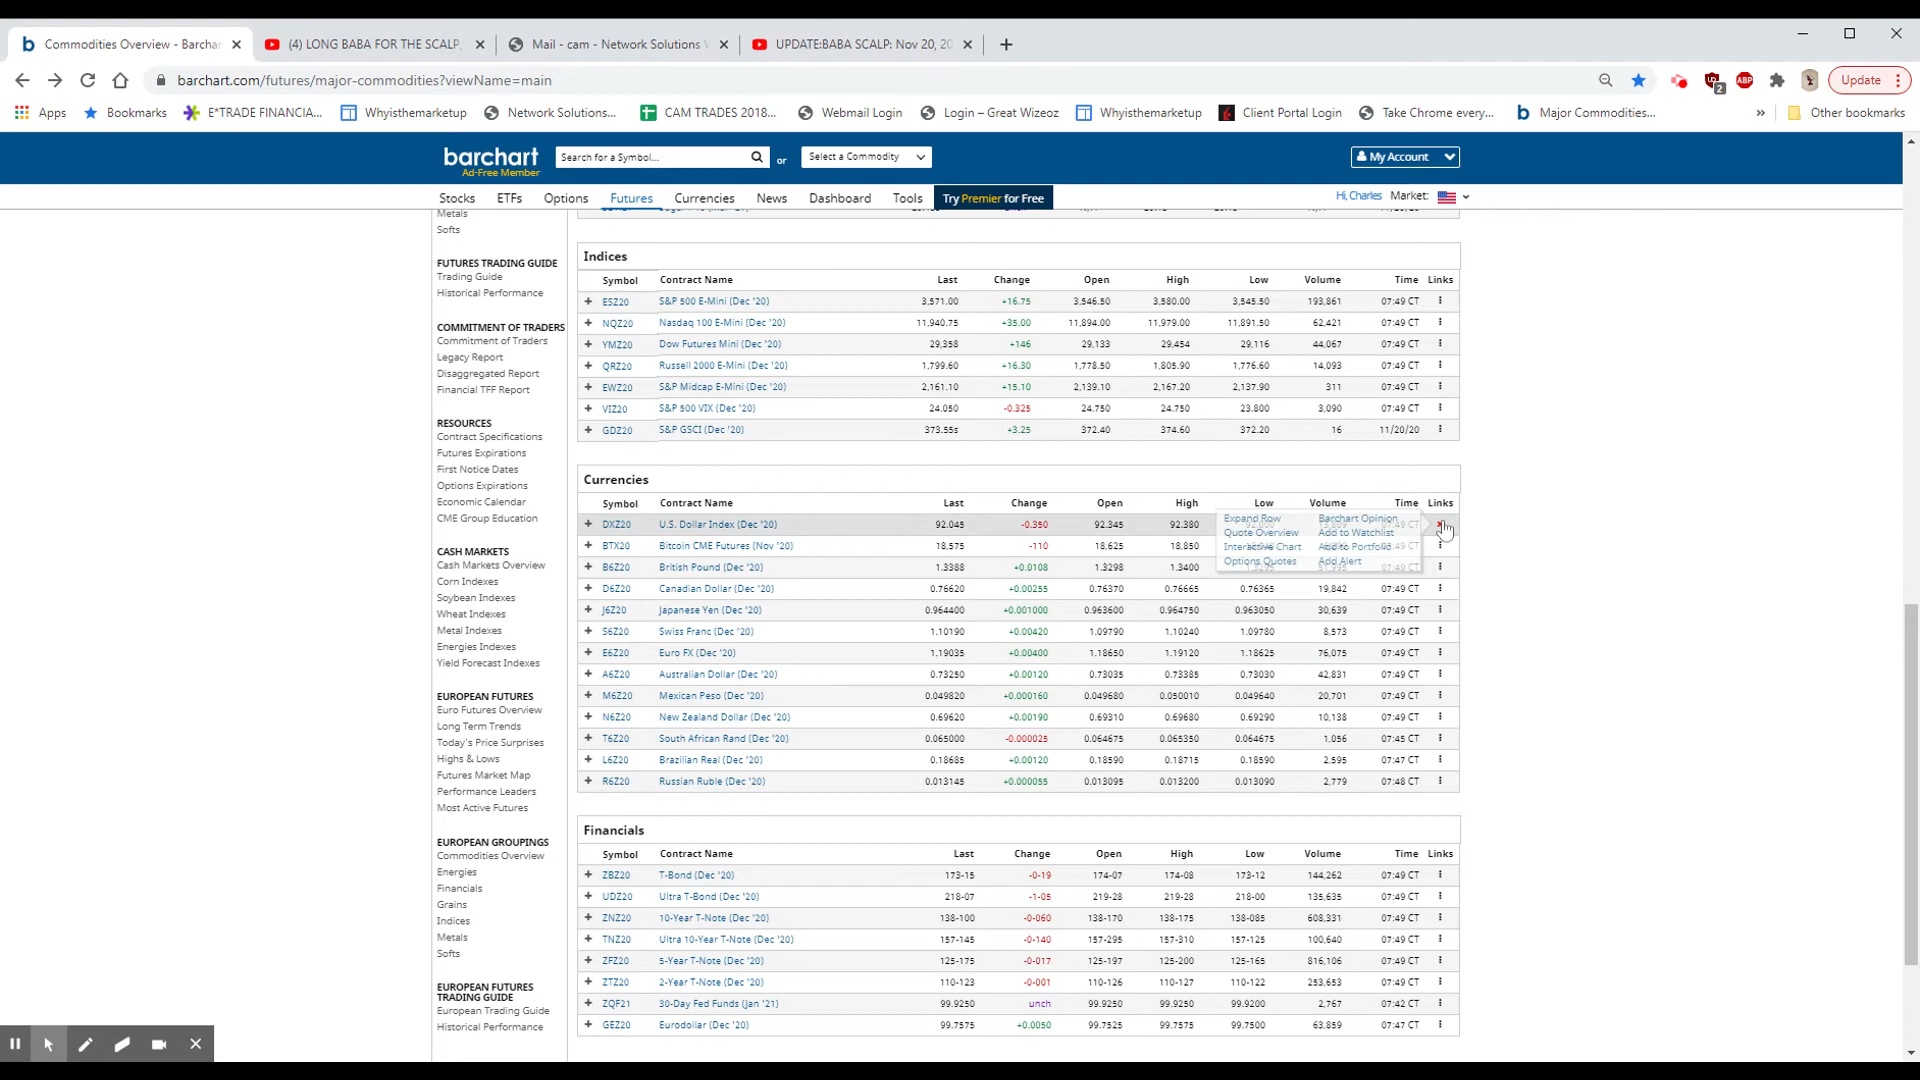 Commodities Overview - Barchar
(4) LONG BABA FOR THE SCALP,
Mail - cam - Network Solutions
UPDATE:BABA SCALP: Nov 20, 20
barchart.com/futures/major-commodities?viewName=main
2
ABP
Update
Apps
Bookmarks
E*TRADE FINANCIA...
Whyisthemarketup
Network Solutions...
CAM TRADES 2018...
Webmail Login
Login – Great Wizeoz
Whyisthemarketup
Client Portal Login
Take Chrome every...
Major Commodities...
»
Other bookmarks
barchart
Ad-Free Member
Search for a Symbol...
or
Select a Commodity
My Account
Stocks ETFs Options Futures Currencies News Dashboard Tools Try Premier for Free
Hi, Charles Market:
Metals
Softs
FUTURES TRADING GUIDE
Trading Guide
Historical Performance
COMMITMENT OF TRADERS
Commitment of Traders
Legacy Report
Disaggregated Report
Financial TFF Report
RESOURCES
Contract Specifications
Futures Expirations
First Notice Dates
Options Expirations
Economic Calendar
CME Group Education
CASH MARKETS
Cash Markets Overview
Corn Indexes
Soybean Indexes
Wheat Indexes
Metal Indexes
Energies Indexes
Yield Forecast Indexes
EUROPEAN FUTURES
Euro Futures Overview
Long Term Trends
Today's Price Surprises
Highs & Lows
Futures Market Map
Performance Leaders
Most Active Futures
EUROPEAN GROUPINGS
Commodities Overview
Energies
Financials
Grains
Indices
Metals
Softs
EUROPEAN FUTURES
TRADING GUIDE
European Trading Guide
Historical Performance
Indices
Symbol Contract Name Last Change Open High Low Volume Time Links
ESZ20 S&P 500 E-Mini (Dec '20) 3,571.00 +16.75 3,546.50 3,580.00 3,545.50 193,861 07:49 CT
NQZ20 Nasdaq 100 E-Mini (Dec '20) 11,940.75 +35.00 11,894.00 11,979.00 11,891.50 62,421 07:49 CT
YMZ20 Dow Futures Mini (Dec '20) 29,358 +146 29,133 29,454 29,116 44,067 07:49 CT
QRZ20 Russell 2000 E-Mini (Dec '20) 1,799.60 +16.30 1,778.50 1,805.90 1,776.60 14,093 07:49 CT
EWZ20 S&P Midcap E-Mini (Dec '20) 2,161.10 +15.10 2,139.10 2,167.20 2,137.90 311 07:49 CT
VIZ20 S&P 500 VIX (Dec '20) 24.050 -0.325 24.750 24.750 23.800 3,090 07:49 CT
GDZ20 S&P GSCI (Dec '20) 373.55s +3.25 372.40 374.60 372.20 16 11/20/20
Currencies
Symbol Contract Name Last Change Open High Low Volume Time Links
DXZ20 U.S. Dollar Index (Dec '20) 92.045 -0.350 92.345 92.380
Expand Row Barchart Opinion
Quote Overview Add to Watchlist
Interactive Chart Add to Portfolio
Options Quotes Add Alert
BTX20 Bitcoin CME Futures (Nov '20) 18,575 -110 18,625 18,850
B6Z20 British Pound (Dec '20) 1.3388 +0.0108 1.3298 1.3400
D6Z20 Canadian Dollar (Dec '20) 0.76620 +0.00255 0.76370 0.76665 0.76365 19,842 07:49 CT
J6Z20 Japanese Yen (Dec '20) 0.964400 +0.001000 0.963600 0.964750 0.963050 30,639 07:49 CT
S6Z20 Swiss Franc (Dec '20) 1.10190 +0.00420 1.09790 1.10240 1.09780 8,573 07:49 CT
E6Z20 Euro FX (Dec '20) 1.19035 +0.00400 1.18650 1.19120 1.18625 76,075 07:49 CT
A6Z20 Australian Dollar (Dec '20) 0.73250 +0.00120 0.73035 0.73385 0.73030 42,831 07:49 CT
M6Z20 Mexican Peso (Dec '20) 0.049820 +0.000160 0.049680 0.050010 0.049640 20,701 07:49 CT
N6Z20 New Zealand Dollar (Dec '20) 0.69620 +0.00190 0.69310 0.69680 0.69290 10,138 07:49 CT
T6Z20 South African Rand (Dec '20) 0.065000 -0.000025 0.064675 0.065350 0.064675 1,056 07:45 CT
L6Z20 Brazilian Real (Dec '20) 0.18685 +0.00120 0.18590 0.18715 0.18590 2,595 07:47 CT
R6Z20 Russian Ruble (Dec '20) 0.013145 +0.000055 0.013095 0.013200 0.013090 2,779 07:48 CT
Financials
Symbol Contract Name Last Change Open High Low Volume Time Links
ZBZ20 T-Bond (Dec '20) 173-15 -0-19 174-07 174-08 173-12 144,262 07:49 CT
UDZ20 Ultra T-Bond (Dec '20) 218-07 -1-05 219-28 219-28 218-00 135,635 07:49 CT
ZNZ20 10-Year T-Note (Dec '20) 138-100 -0-060 138-170 138-175 138-085 608,331 07:49 CT
TNZ20 Ultra 10-Year T-Note (Dec '20) 157-145 -0-140 157-295 157-310 157-125 100,640 07:49 CT
ZFZ20 5-Year T-Note (Dec '20) 125-175 -0-017 125-197 125-200 125-165 816,106 07:49 CT
ZTZ20 2-Year T-Note (Dec '20) 110-123 -0-001 110-126 110-127 110-122 253,653 07:49 CT
ZQF21 30-Day Fed Funds (Jan '21) 99.9250 unch 99.9250 99.9250 99.9200 2,767 07:42 CT
GEZ20 Eurodollar (Dec '20) 99.7575 +0.0050 99.7525 99.7575 99.7500 63,859 07:47 CT